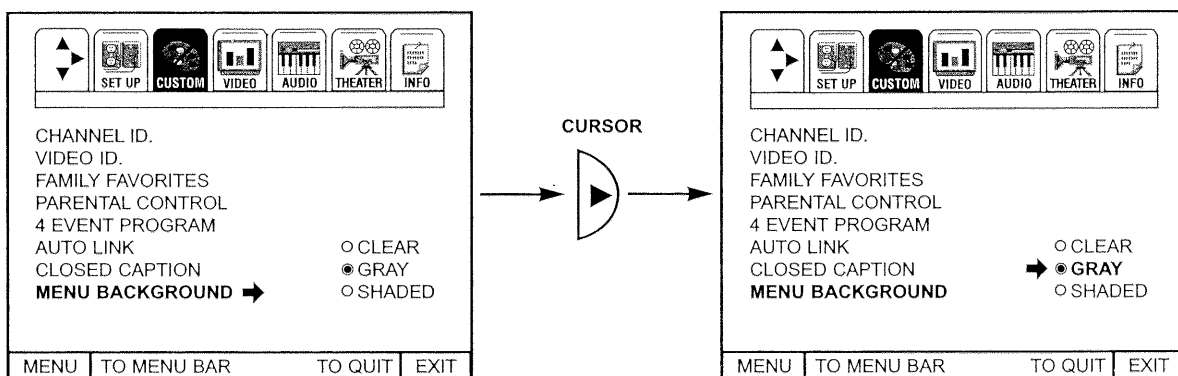 SET UP CUSTOM VIDEO AUDIO THEATER INFO
CHANNEL ID.
VIDEO ID.
FAMILY FAVORITES
PARENTAL CONTROL
4 EVENT PROGRAM
AUTO LINK CLEAR
CLOSED CAPTION GRAY
MENU BACKGROUND SHADED
MENU TO MENU BAR TO QUIT EXIT
CURSOR
SET UP CUSTOM VIDEO AUDIO THEATER INFO
CHANNEL ID.
VIDEO ID.
FAMILY FAVORITES
PARENTAL CONTROL
4 EVENT PROGRAM
AUTO LINK CLEAR
CLOSED CAPTION GRAY
MENU BACKGROUND SHADED
MENU TO MENU BAR TO QUIT EXIT